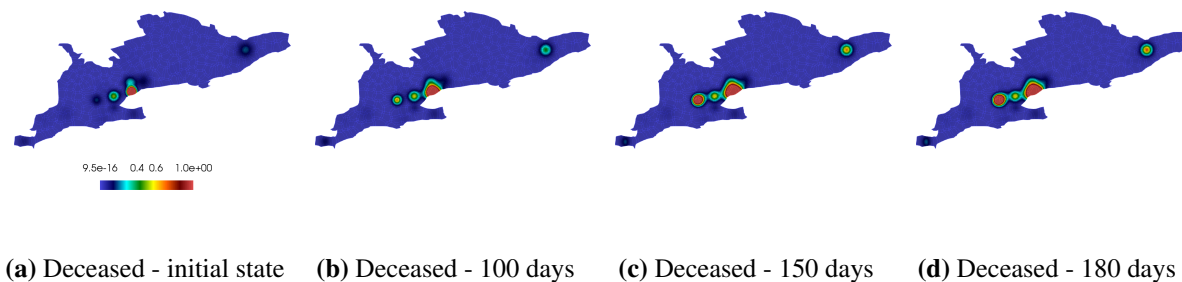 9.5e-16 0.4 0.6 1.0e+00
(a) Deceased - initial state (b) Deceased - 100 days (c) Deceased - 150 days (d) Deceased - 180 days